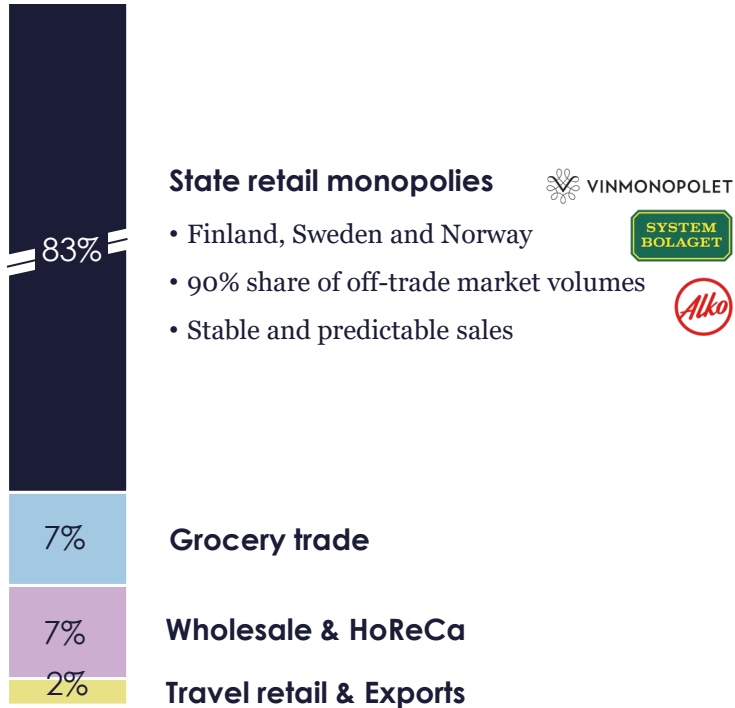 State retail monopolies
VINMONOPOLET
• Finland, Sweden and Norway
SYSTEM
BOLAGET
83%
• 90% share of off-trade market volumes
Alko
• Stable and predictable sales
7%
Grocery trade
7%
Wholesale & HoReCa
2%
Travel retail & Exports